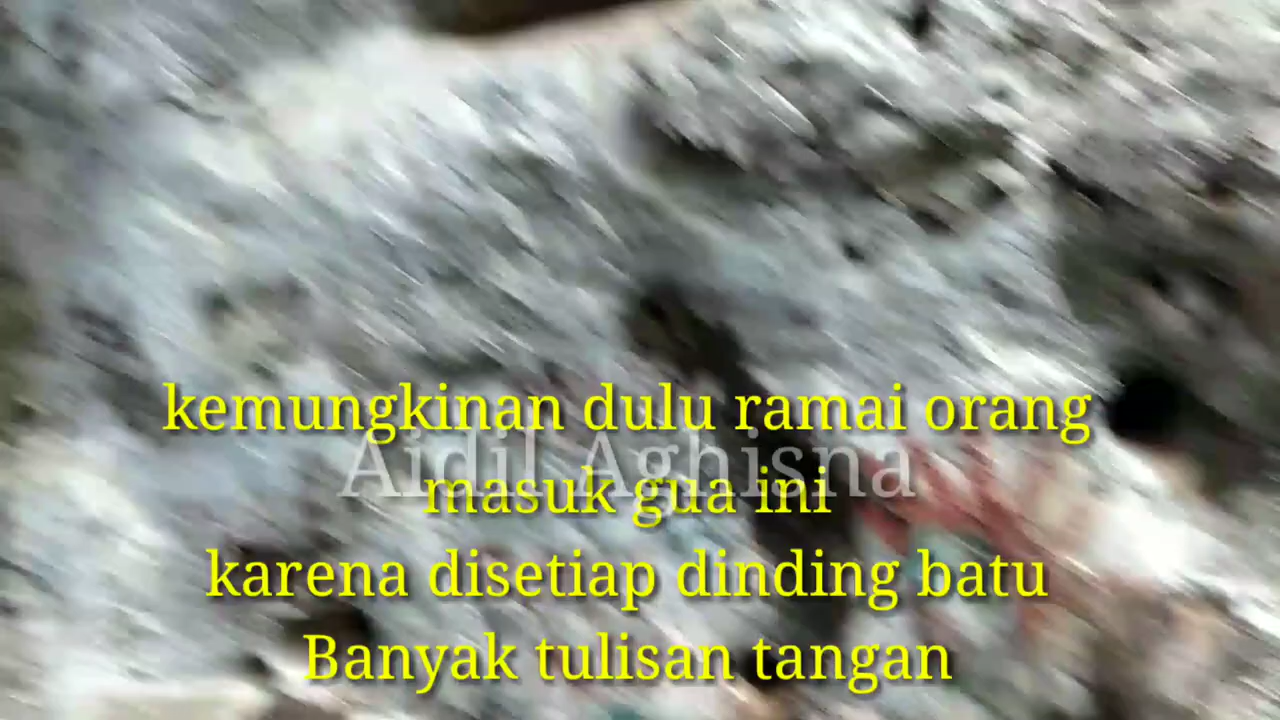 kemungkinan dulu ramai orang
Aidil Aghisna
masuk gua ini
karena disetiap dinding batu
Banyak tulisan tangan